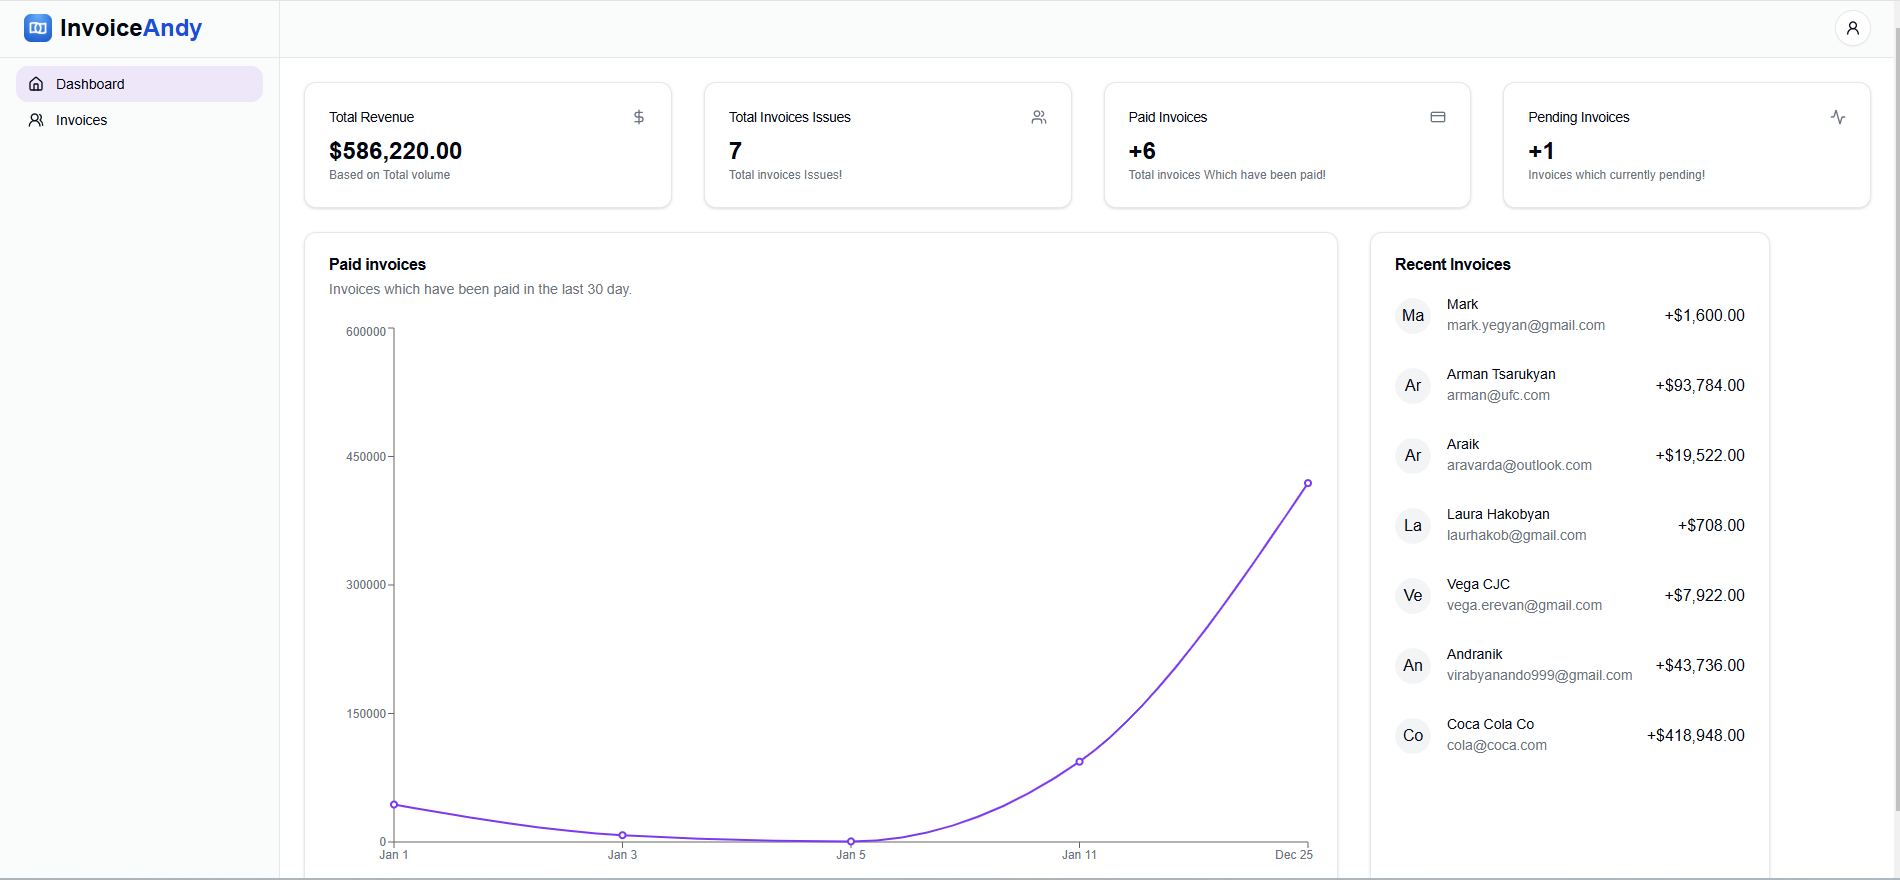 InvoiceAndy
Dashboard
Invoices
Total Revenue
$586,220.00
Based on Total volume
Total Invoices Issues
7
Total invoices Issues!
Paid Invoices
+6
Total invoices Which have been paid!
Pending Invoices
+1
Invoices which currently pending!
Paid invoices
Invoices which have been paid in the last 30 day.
600000
450000
300000
150000
0
Jan 1 Jan 3 Jan 5 Jan 11 Dec 25
Recent Invoices
Ma
Mark
mark.yegyan@gmail.com
+$1,600.00
Ar
Arman Tsarukyan
arman@ufc.com
+$93,784.00
Ar
Araik
aravarda@outlook.com
+$19,522.00
La
Laura Hakobyan
laurhakob@gmail.com
+$708.00
Ve
Vega CJC
vega.erevan@gmail.com
+$7,922.00
An
Andranik
virabyanando999@gmail.com
+$43,736.00
Co
Coca Cola Co
cola@coca.com
+$418,948.00